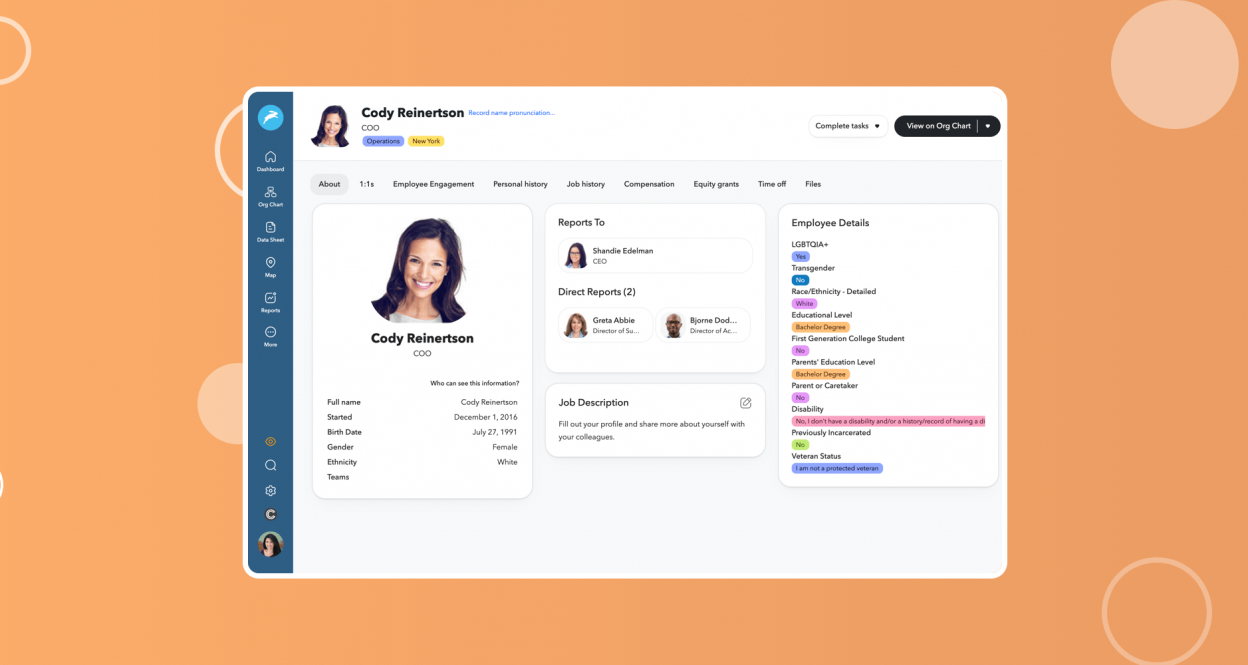 Cody Reinertson Record name pronunciation...
COO
Operations New York
Complete tasks
View on Org Chart
Dashboard
Org Chart
Data Sheet
Map
Reports
More
C
About 1:1s Employee Engagement Personal history Job history Compensation Equity grants Time off Files
Cody Reinertson
COO
Who can see this information?
Full name Cody Reinertson
Started December 1, 2016
Birth Date July 27, 1991
Gender Female
Ethnicity White
Teams
Reports To
Shandie Edelman
CEO
Direct Reports (2)
Greta Abbie
Director of Su...
Bjorne Dod...
Director of Ac...
Job Description
Fill out your profile and share more about yourself with
your colleagues.
Employee Details
LGBTQIA+
Yes
Transgender
No
Race/Ethnicity - Detailed
White
Educational Level
Bachelor Degree
First Generation College Student
No
Parents' Education Level
Bachelor Degree
Parent or Caretaker
No
Disability
No, I don't have a disability and/or a history/record of having a di
Previously Incarcerated
No
Veteran Status
I am not a protected veteran